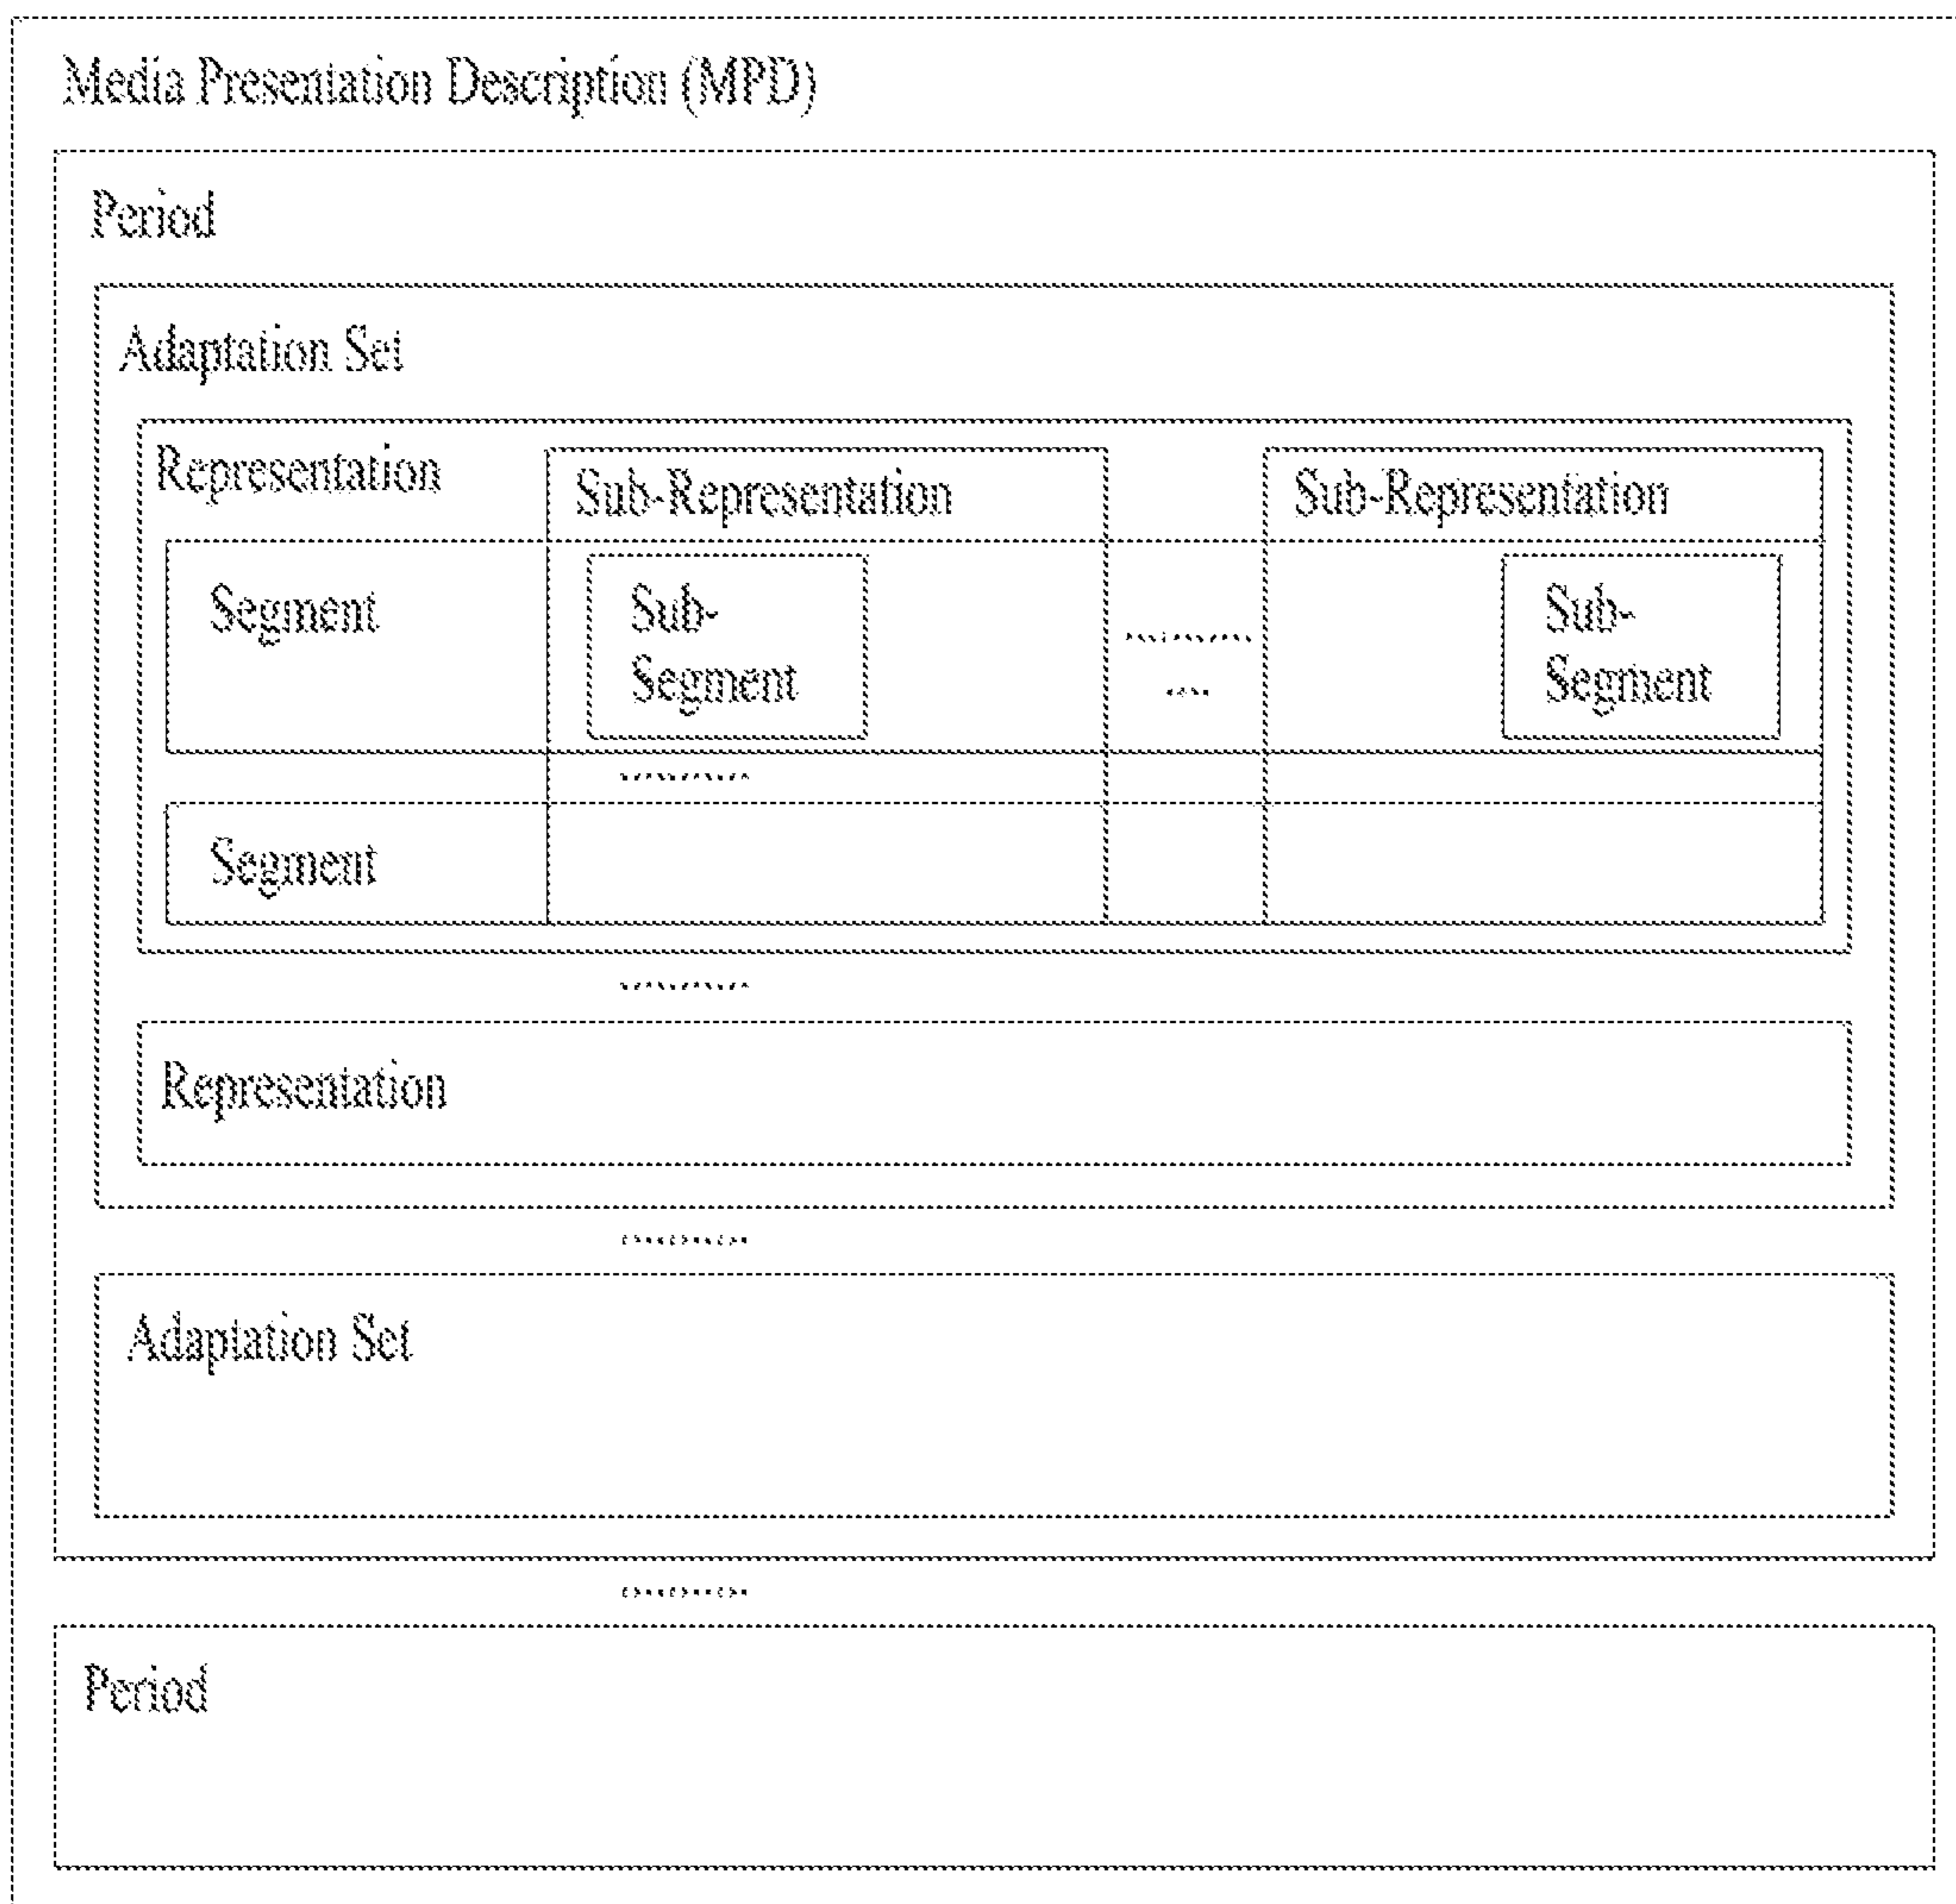 Media Presentation Description (MPD)
Period
Adaptation Set
Representation
Sub-Representation
Sub-Representation
Segment
Sub-
Segment
..........
....
Sub-
Segment
..........
Segment
..........
Representation
..........
Adaptation Set
..........
Period